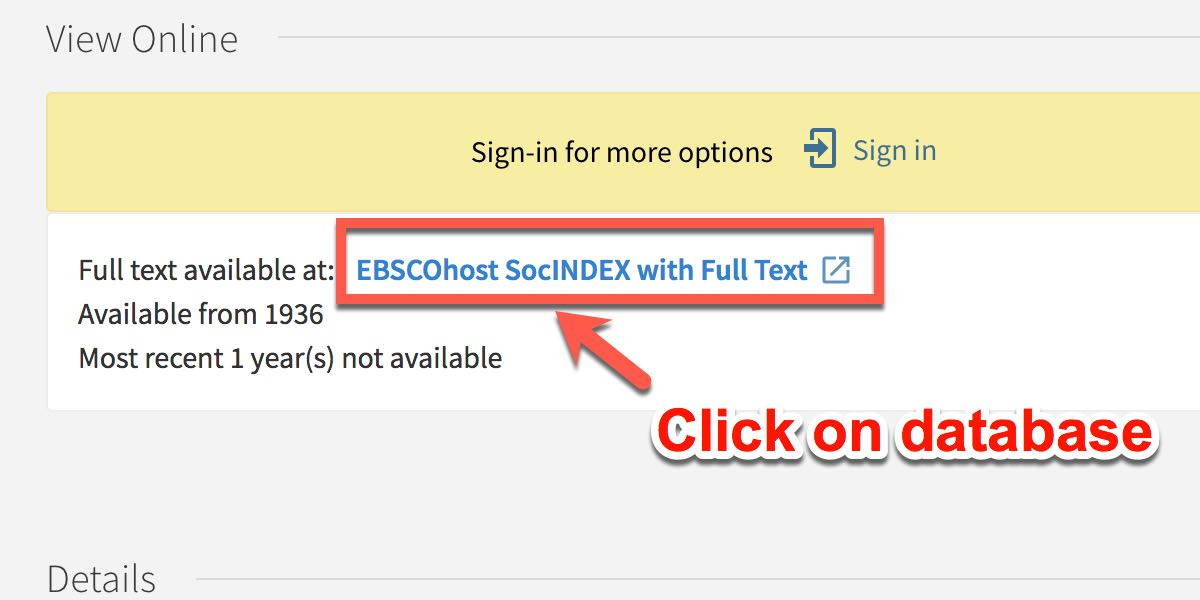 View Online
Sign-in for more options Sign in
Full text available at: EBSCOhost SocINDEX with Full Text
Available from 1936
Most recent 1 year(s) not available
Click on database
Details